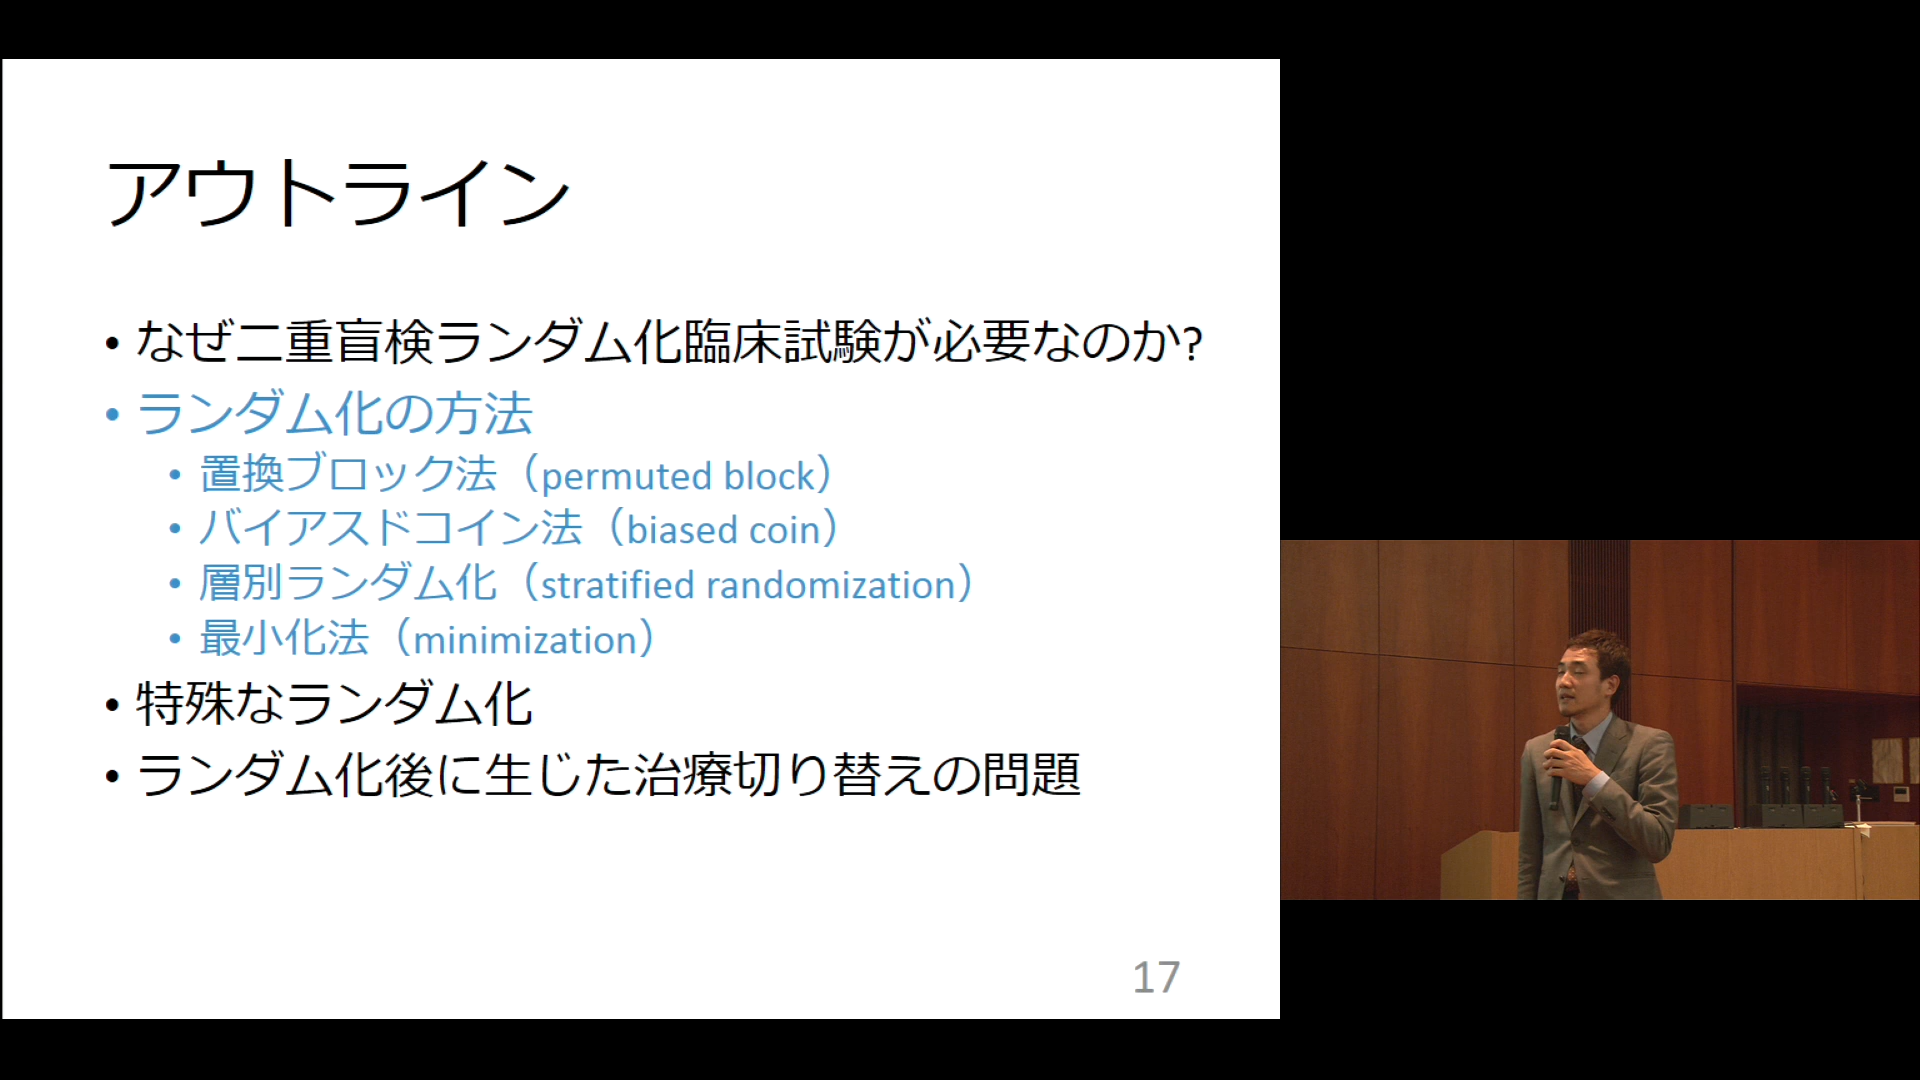 アウトライン
• なぜ二重盲検ランダム化臨床試験が必要なのか?
• ランダム化の方法
• 置換ブロック法（permuted block）
• バイアスドコイン法（biased coin）
• 層別ランダム化（stratified randomization）
• 最小化法（minimization）
• 特殊なランダム化
• ランダム化後に生じた治療切り替えの問題
17